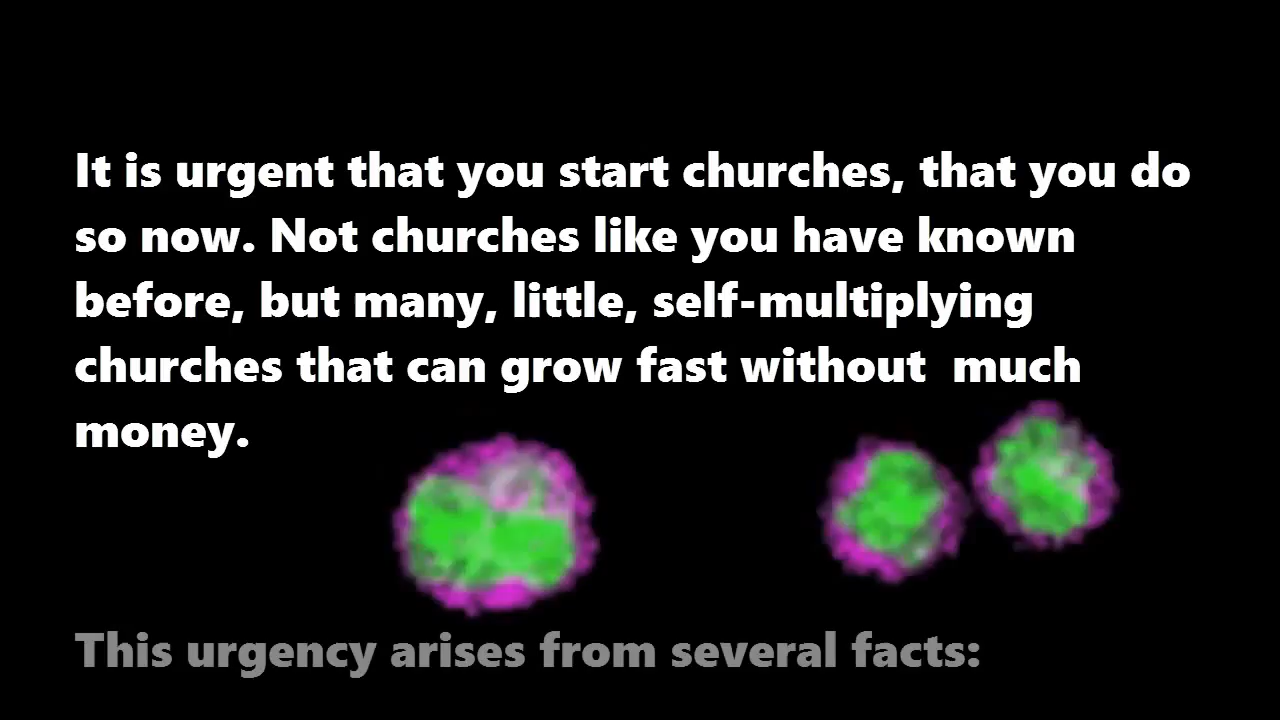 It is urgent that you start churches, that you do
so now. Not churches like you have known
before, but many, little, self-multiplying
churches that can grow fast without  much
money.
This urgency arises from several facts: